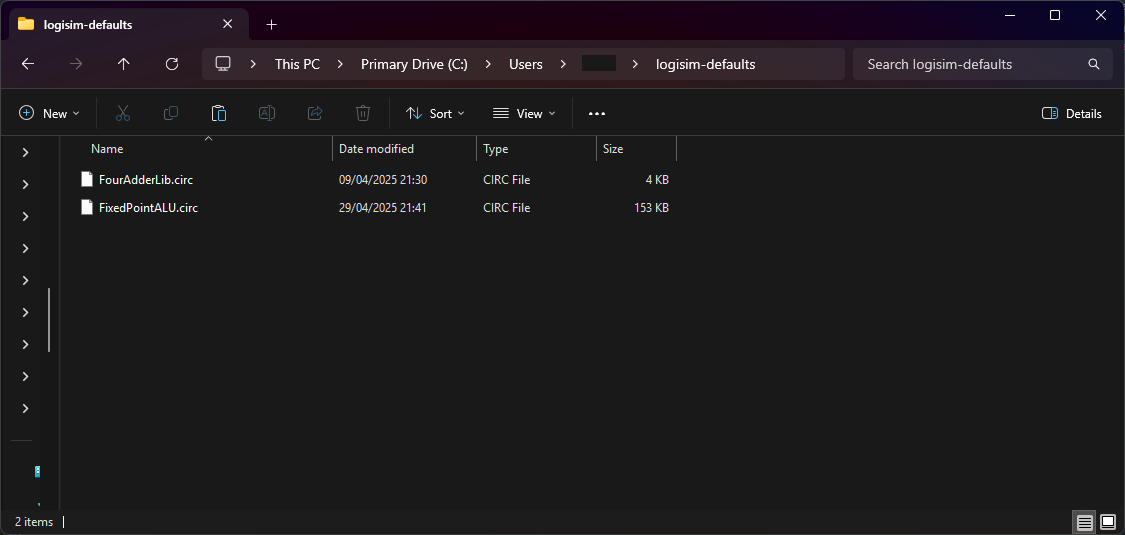 logisim-defaults
This PC > Primary Drive (C:) > Users > > logisim-defaults
Search logisim-defaults
New Sort View ... Details
Name Date modified Type Size
FourAdderLib.circ 09/04/2025 21:30 CIRC File 4 KB
FixedPointALU.circ 29/04/2025 21:41 CIRC File 153 KB
2 items